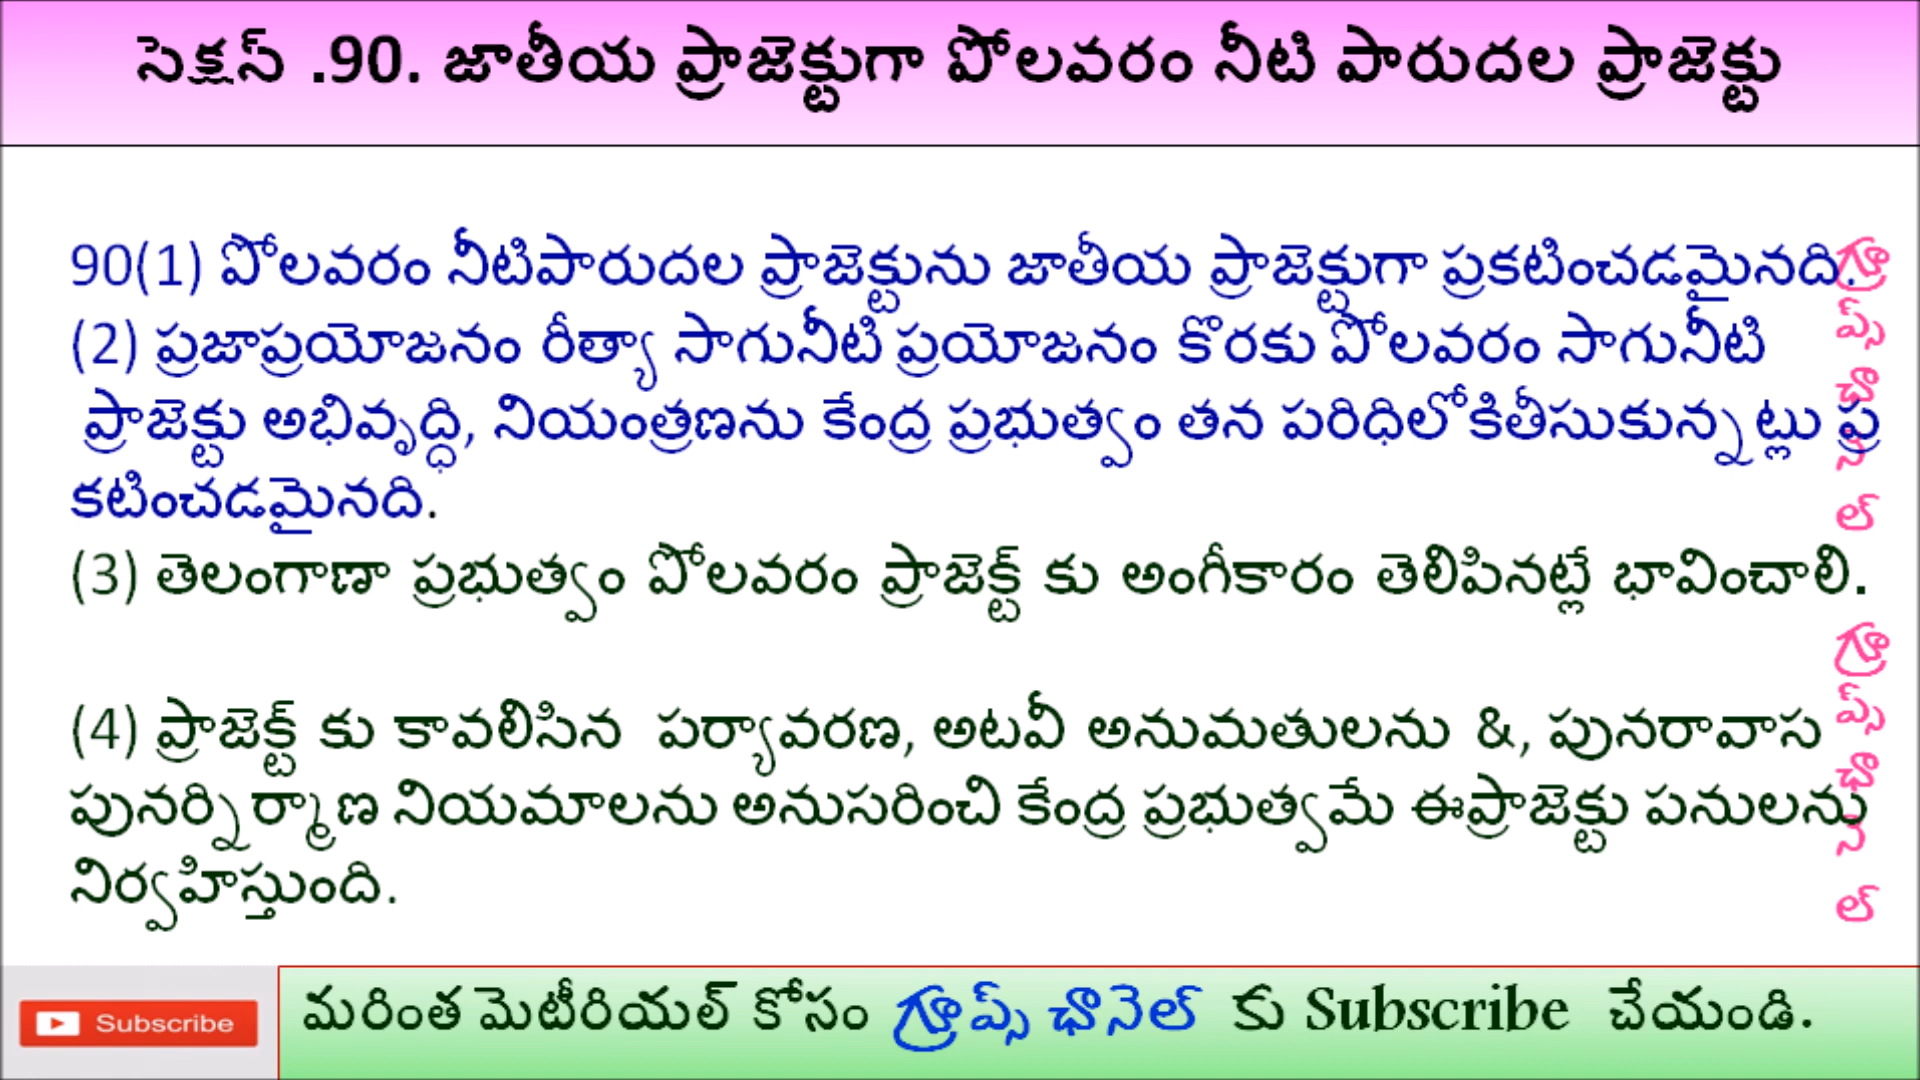 సెక్షన్ .90. జాతీయ ప్రాజెక్టుగా పోలవరం నీటి పారుదల ప్రాజెక్టు
90(1) పోలవరం నీటిపారుదల ప్రాజెక్టును జాతీయ ప్రాజెక్టుగా ప్రకటించడమైనది.
(2) ప్రజాప్రయోజనం రీత్యా సాగునీటి ప్రయోజనం కొరకు పోలవరం సాగునీటి
ప్రాజెక్టు అభివృద్ధి, నియంత్రణను కేంద్ర ప్రభుత్వం తన పరిధిలోకితీసుకున్నట్లు ప్ర
కటించడమైనది.
(3) తెలంగాణా ప్రభుత్వం పోలవరం ప్రాజెక్ట్ కు అంగీకారం తెలిపినట్లే భావించాలి.
(4) ప్రాజెక్ట్ కు కావలిసిన పర్యావరణ, అటవీ అనుమతులను &, పునరావాస
పునర్నిర్మాణ నియమాలను అనుసరించి కేంద్ర ప్రభుత్వమే ఈప్రాజెక్టు పనులను
నిర్వహిస్తుంది.
గ్రూప్స్ ఛానెల్
గ్రూప్స్ ఛానెల్
Subscribe
మరింత మెటీరియల్ కోసం గ్రూప్స్ ఛానెల్ కు Subscribe చేయండి.